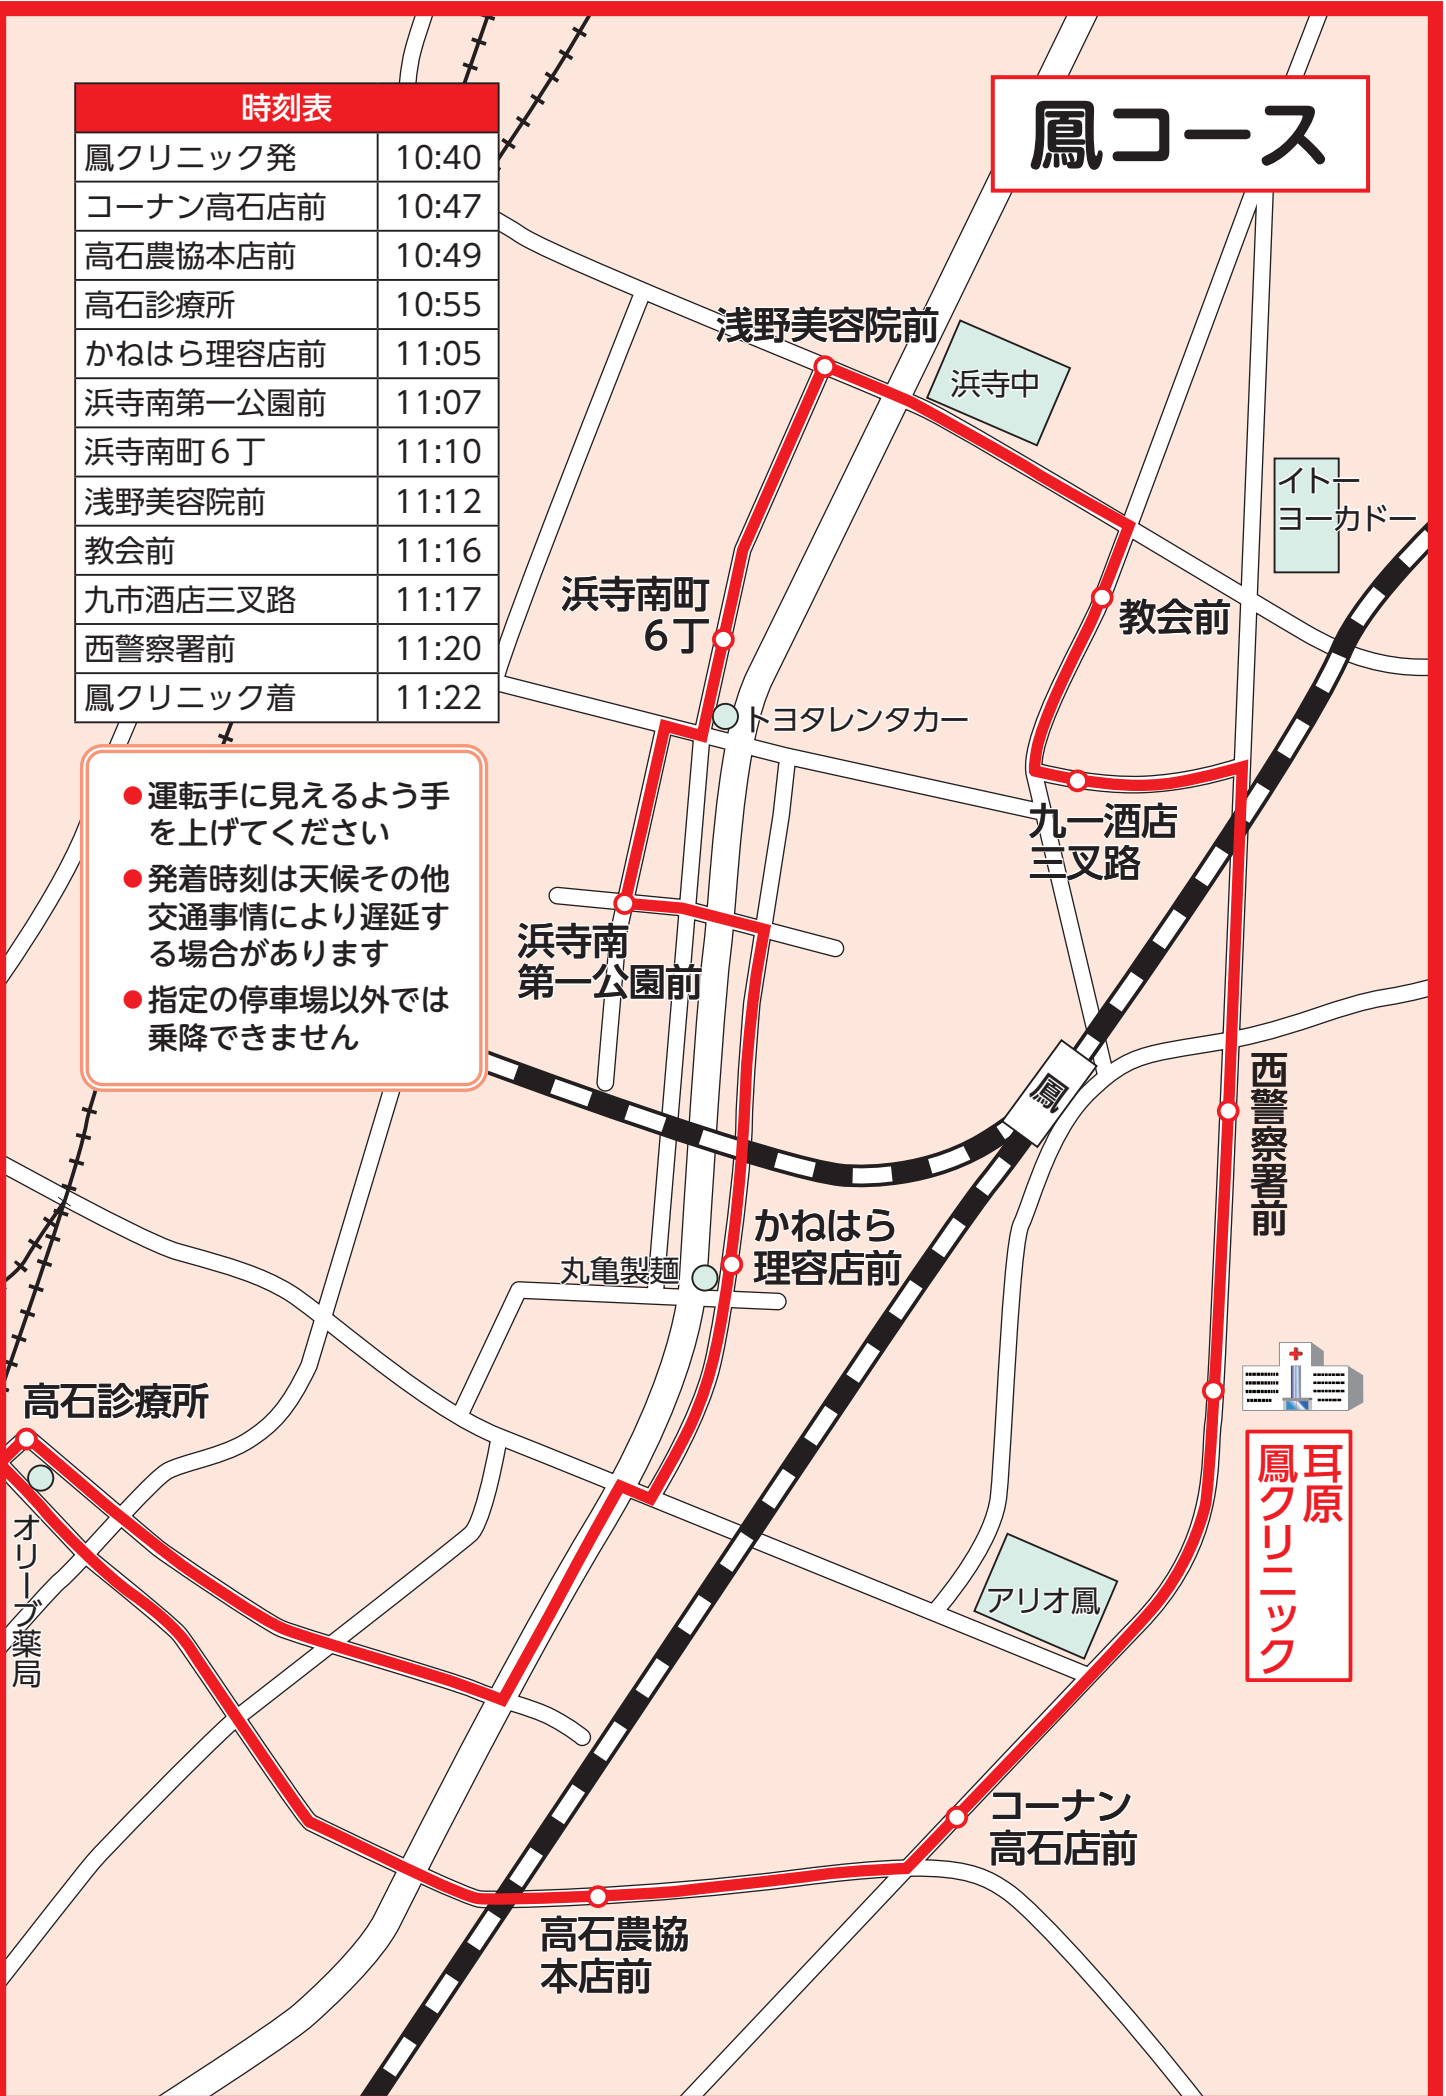 鳳コース
時刻表
鳳クリニック発 10:40
コーナン高石店前 10:47
高石農協本店前 10:49
高石診療所 10:55
かねはら理容店前 11:05
浜寺南第一公園前 11:07
浜寺南町６丁 11:10
浅野美容院前 11:12
教会前 11:16
九市酒店三叉路 11:17
西警察署前 11:20
鳳クリニック着 11:22
●運転手に見えるよう手
を上げてください
●発着時刻は天候その他
交通事情により遅延す
る場合があります
●指定の停車場以外では
乗降できません
浅野美容院前
浜寺中
イトー
ヨーカドー
浜寺南町
６丁
教会前
トヨタレンタカー
九一酒店
三叉路
浜寺南
第一公園前
鳳
西警察署前
かねはら
理容店前
丸亀製麺
高石診療所
オリーブ薬局
耳原
鳳クリニック
アリオ鳳
コーナン
高石店前
高石農協
本店前